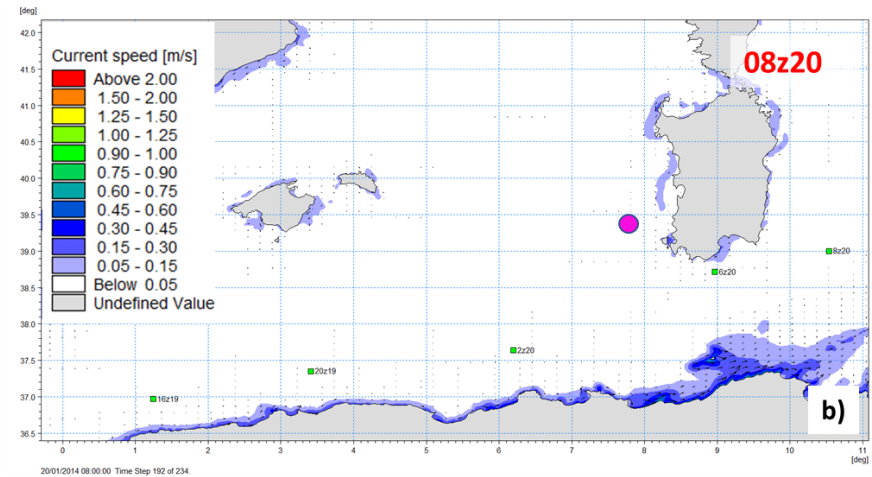 [deg]
42.0
41.5
41.0
40.5
40.0
39.5
39.0
38.5
38.0
37.5
37.0
36.5
Current speed [m/s]
Above 2.00
1.50 - 2.00
1.25 - 1.50
1.00 - 1.25
0.90 - 1.00
0.75 - 0.90
0.60 - 0.75
0.45 - 0.60
0.30 - 0.45
0.15 - 0.30
0.05 - 0.15
Below 0.05
Undefined Value
08z20
8z20
6z20
2z20
20z19
16z19
b)
0 1 2 3 4 5 6 7 8 9 10 11
[deg]
20/01/2014 08:00:00 Time Step 192 of 234.